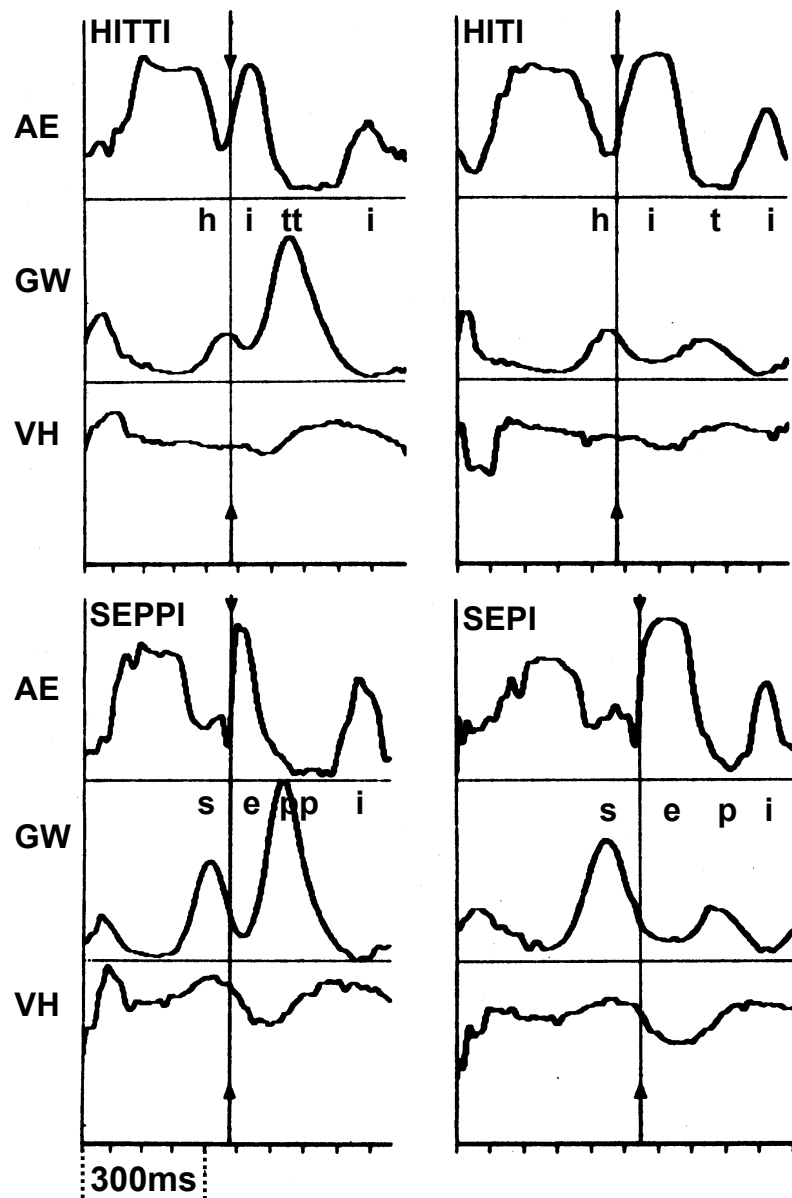 HITTI
HITI
AE
h i tt i
h i t i
GW
VH
SEPPI
SEPI
AE
s e pp i
s e p i
GW
VH
300ms